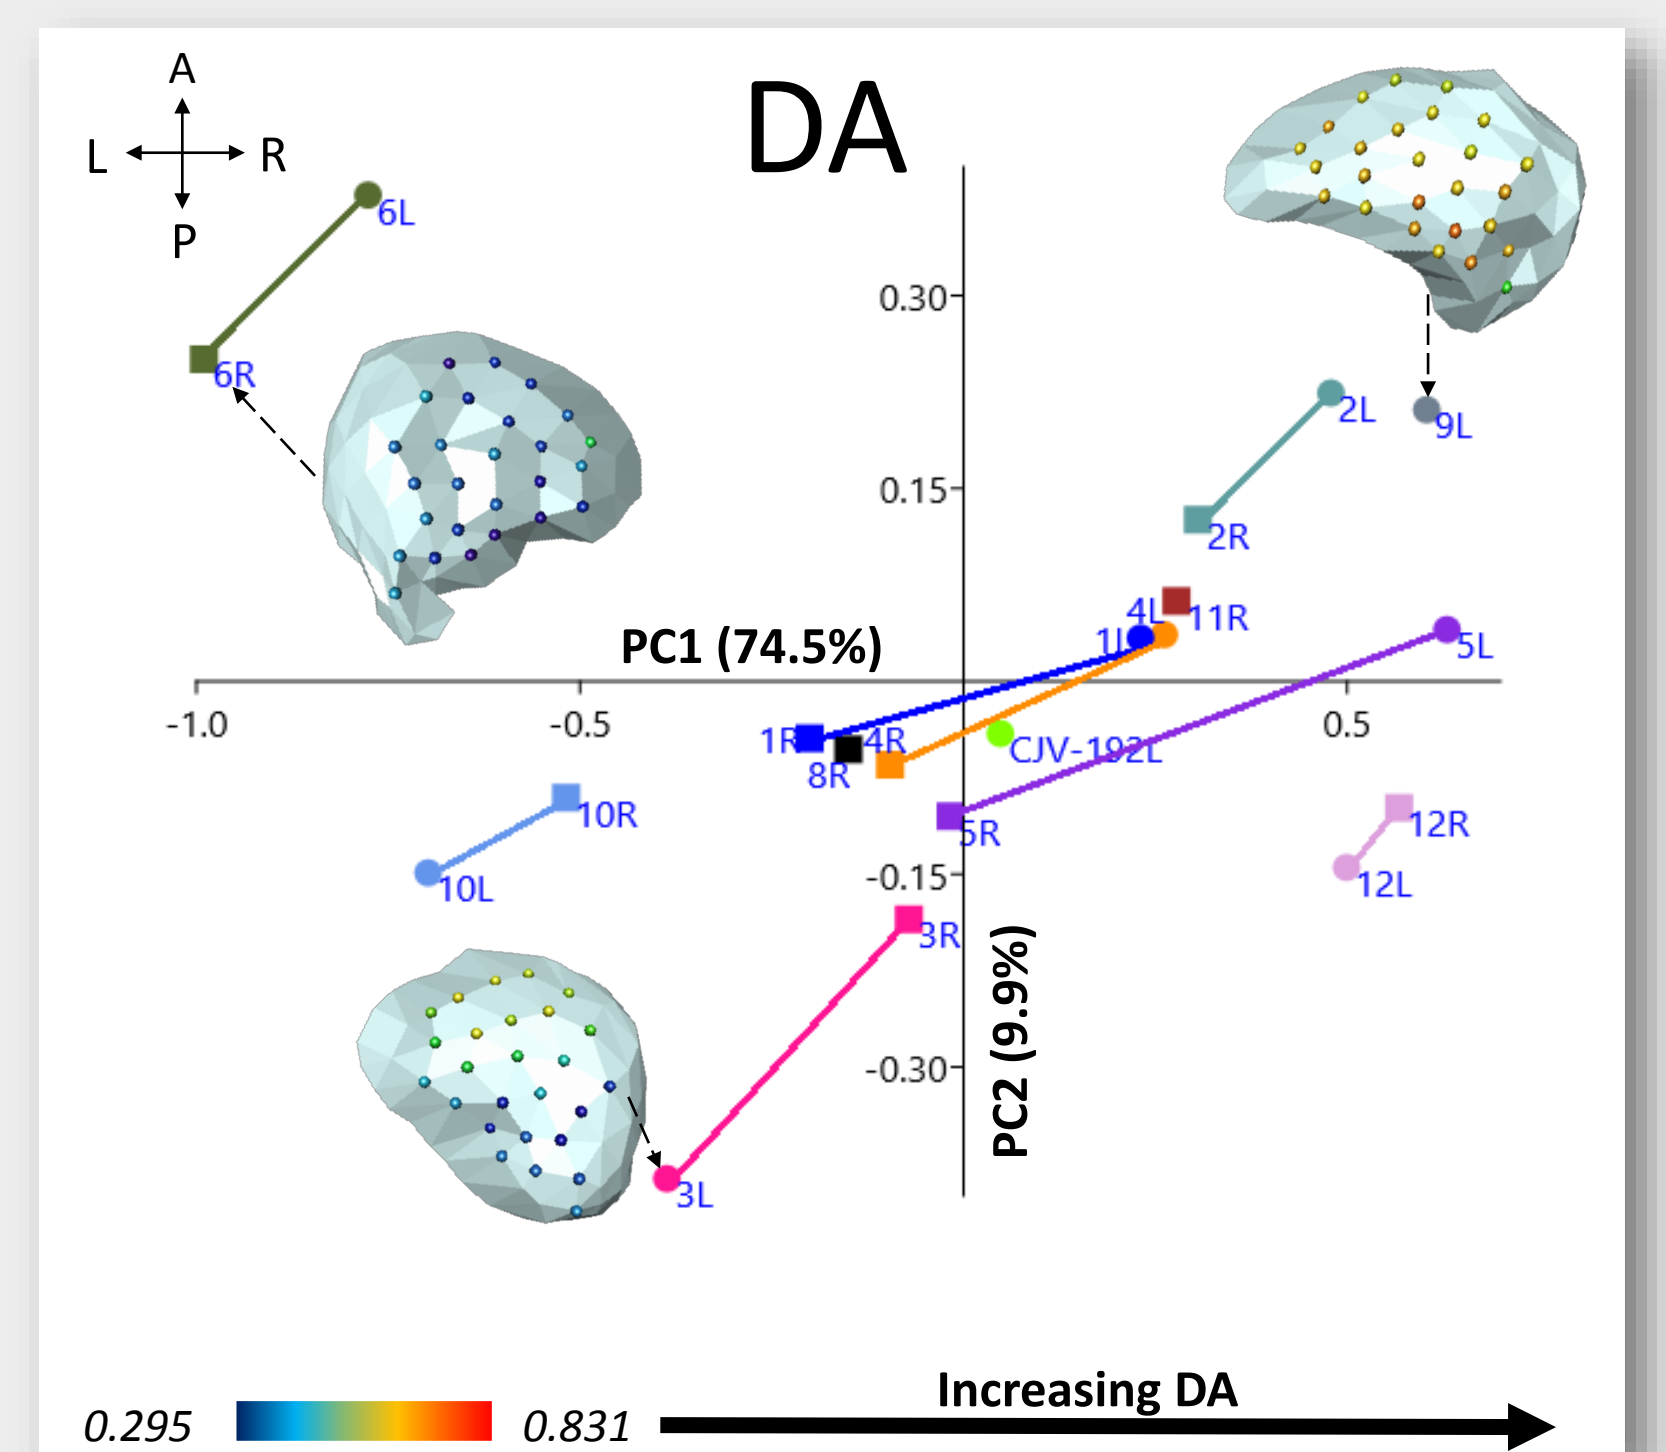 A
L R
P
DA
6L
6R
0.30
2L
9L
0.15
2R
4L
11R
1L
PC1 (74.5%)
5L
-1.0
-0.5
0.5
1R
4R
8R
CJV-192L
5R
10R
12R
10L
-0.15
12L
3R
PC2 (9.9%)
-0.30
3L
Increasing DA
0.295
0.831